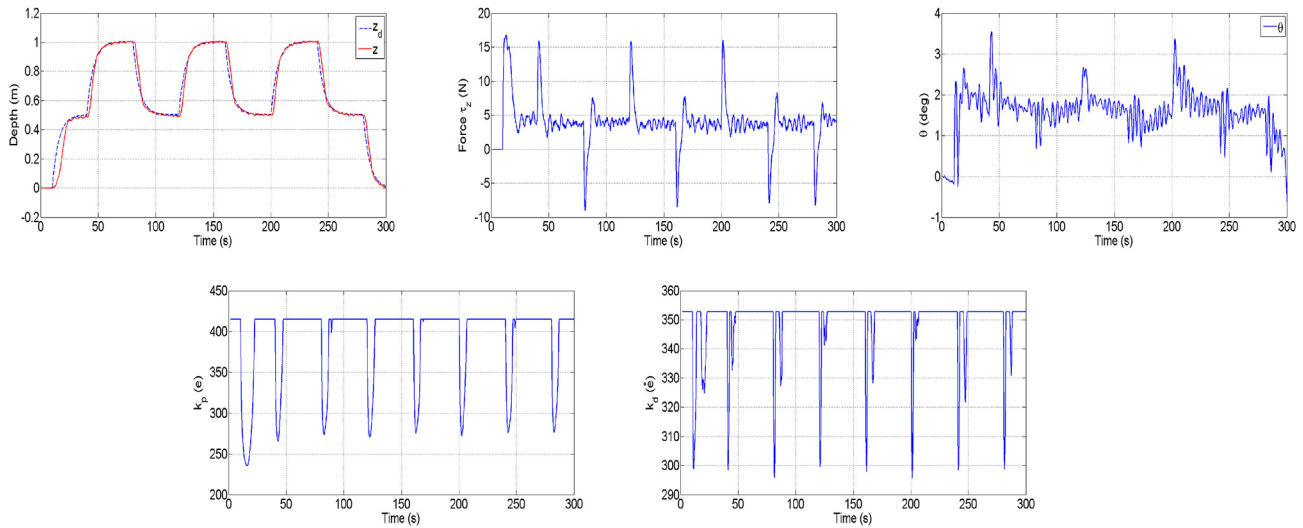 1.2
1
0.8
0.6
0.4
0.2
0
-0.2
Depth (m)
z_d
z
0 50 100 150 200 250 300
Time (s)
20
15
10
5
0
-5
-10
Force τ_z (N)
0 50 100 150 200 250 300
Time (s)
4
3
2
1
0
-1
θ (deg)
θ
0 50 100 150 200 250 300
Time (s)
450
400
350
300
250
200
k_p (e)
0 50 100 150 200 250 300
Time (s)
360
350
340
330
320
310
300
290
k_d (ė)
0 50 100 150 200 250 300
Time (s)